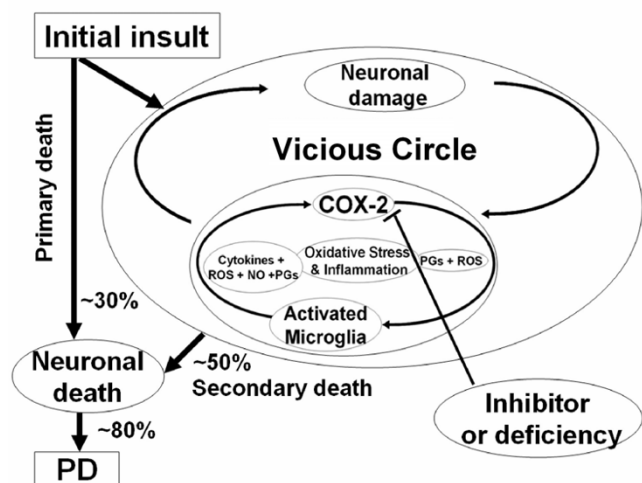 Initial insult
Neuronal
damage
Vicious Circle
Primary death
COX-2
Cytokines +
ROS + NO +PGs
Oxidative Stress
& Inflammation
PGs + ROS
Activated
Microglia
~30%
Neuronal
death
~50%
Secondary death
~80%
PD
Inhibitor
or deficiency